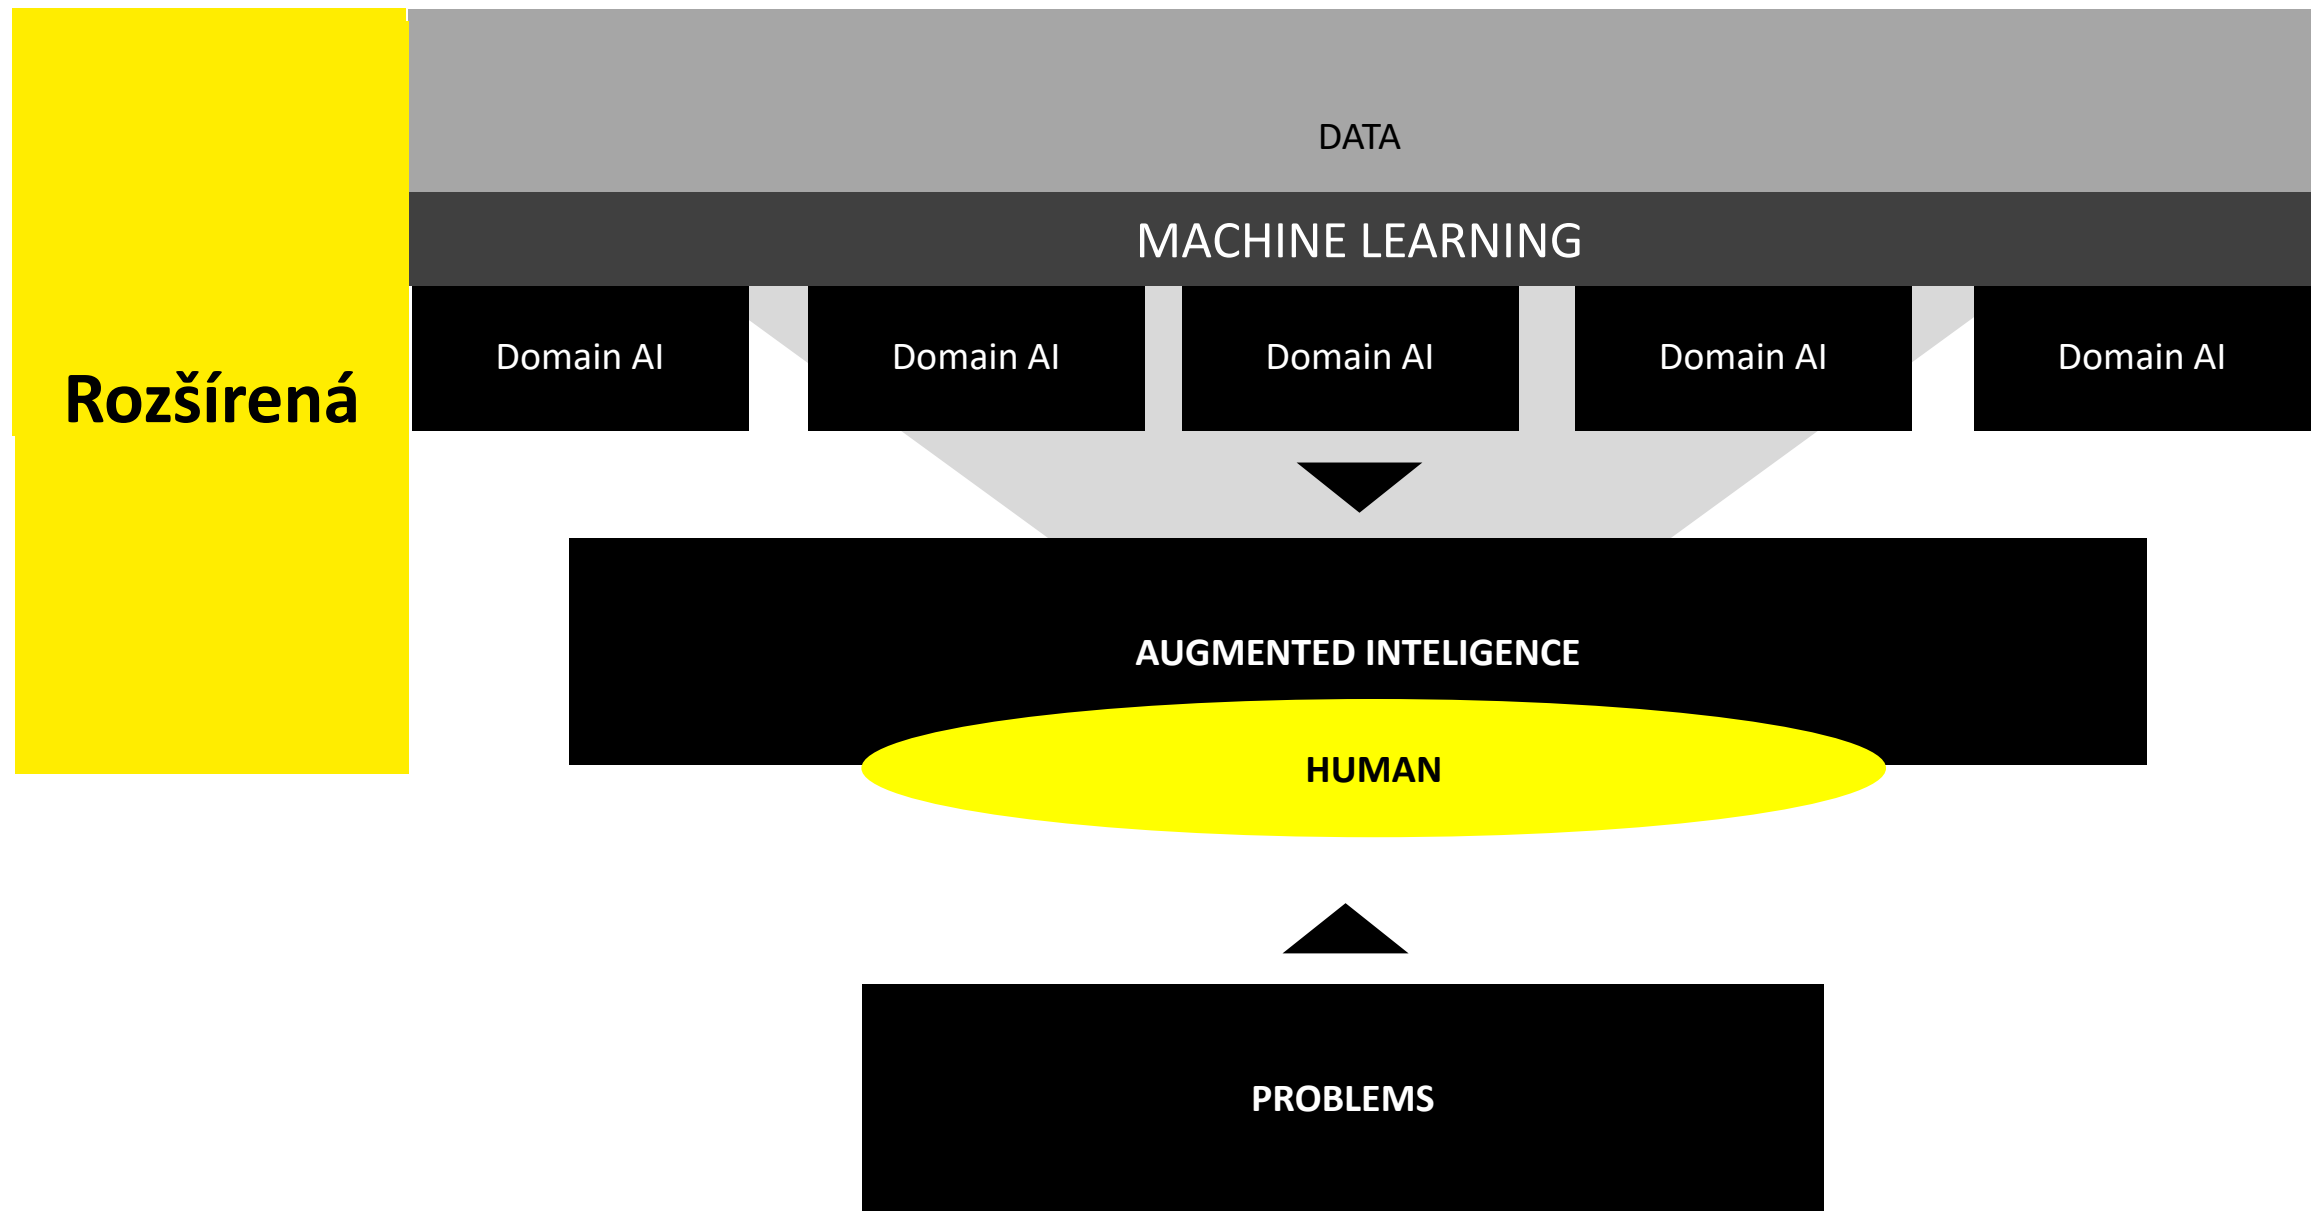 DATA
MACHINE LEARNING
Domain AI
Domain AI
Domain AI
Domain AI
Domain AI
Rozšírená
AUGMENTED INTELIGENCE
HUMAN
PROBLEMS